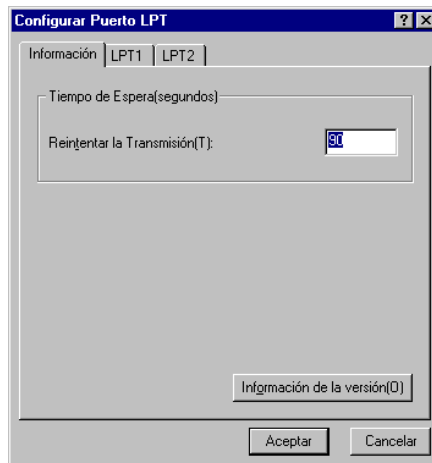 Configurar Puerto LPT
Información LPT1 LPT2
Tiempo de Espera(segundos)
Reintentar la Transmisión(T): 90
Información de la versión(O)
Aceptar Cancelar